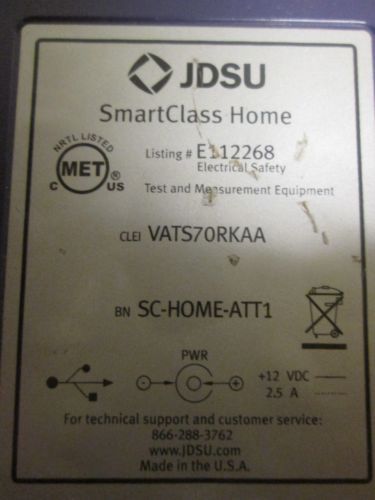 JDSU
SmartClass Home
NRTL LISTED
MET ®
C US
Listing # E112268
Electrical Safety
Test and Measurement Equipment
CLEI VATS70RKAA
BN SC-HOME-ATT1
PWR
+12 VDC
2.5 A
For technical support and customer service:
866-288-3762
www.JDSU.com
Made in the U.S.A.